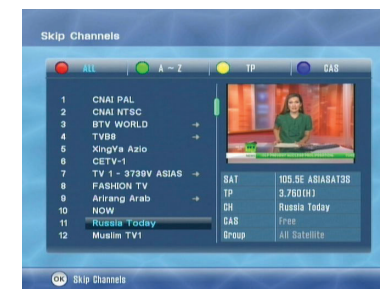 Skip Channels
ALL A ~ Z TP CAS
1 CNAI PAL
2 CNAI NTSC
3 BTV WORLD →
4 TVB8 →
5 XingYa Azio
6 CETV-1
7 TV 1 - 3739V ASIAS →
8 FASHION TV
9 Arirang Arab →
10 NOW
11 Russia Today
12 Muslim TV1
SAT 105.5E ASIASAT3S
TP 3.760(H)
CH Russia Today
CAS Free
Group All Satellite
OK Skip Channels